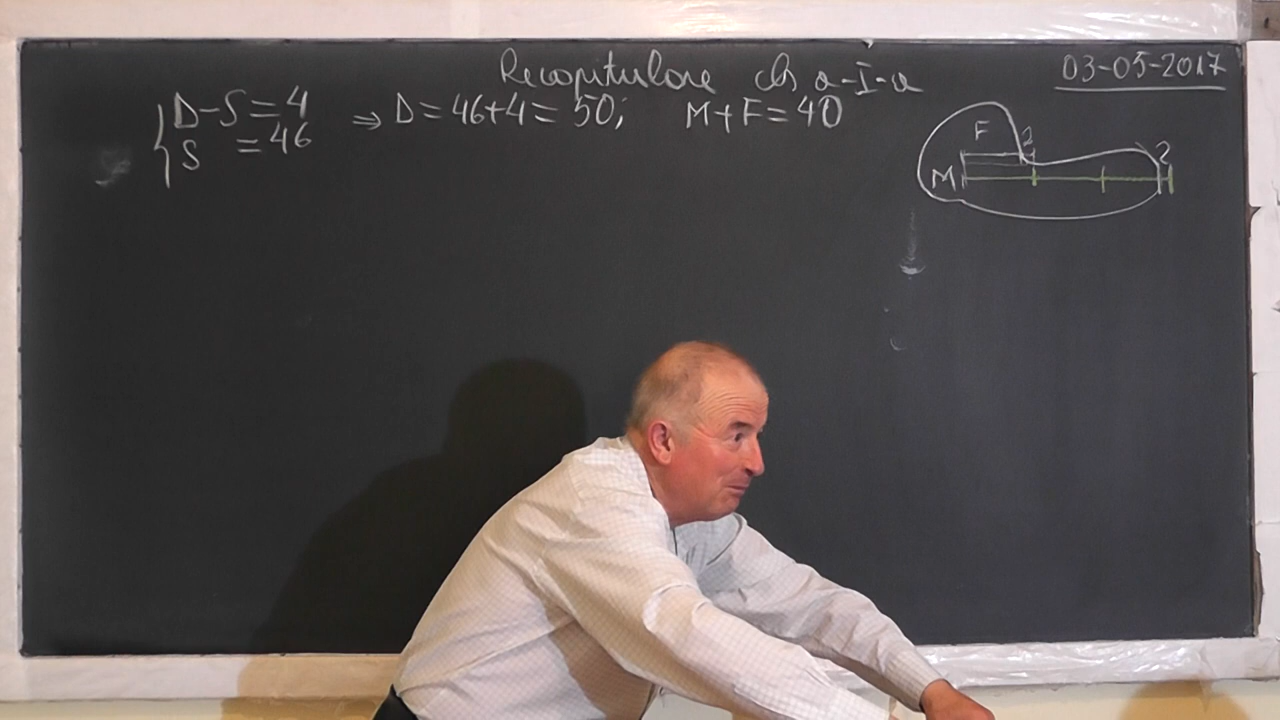 Recapitulare cls a-I-a
03-05-2017
D-S=4
S =46
⇒ D=46+4=50; M+F=40
F 2
M 2